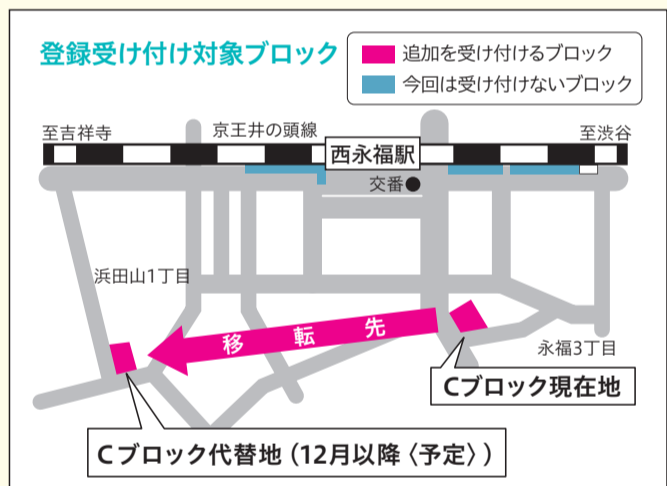 登録受け付け対象ブロック
追加を受け付けるブロック
今回は受け付けないブロック
至吉祥寺
京王井の頭線
至渋谷
西永福駅
交番
浜田山1丁目
移転先
永福3丁目
Cブロック現在地
Cブロック代替地（12月以降〈予定〉）